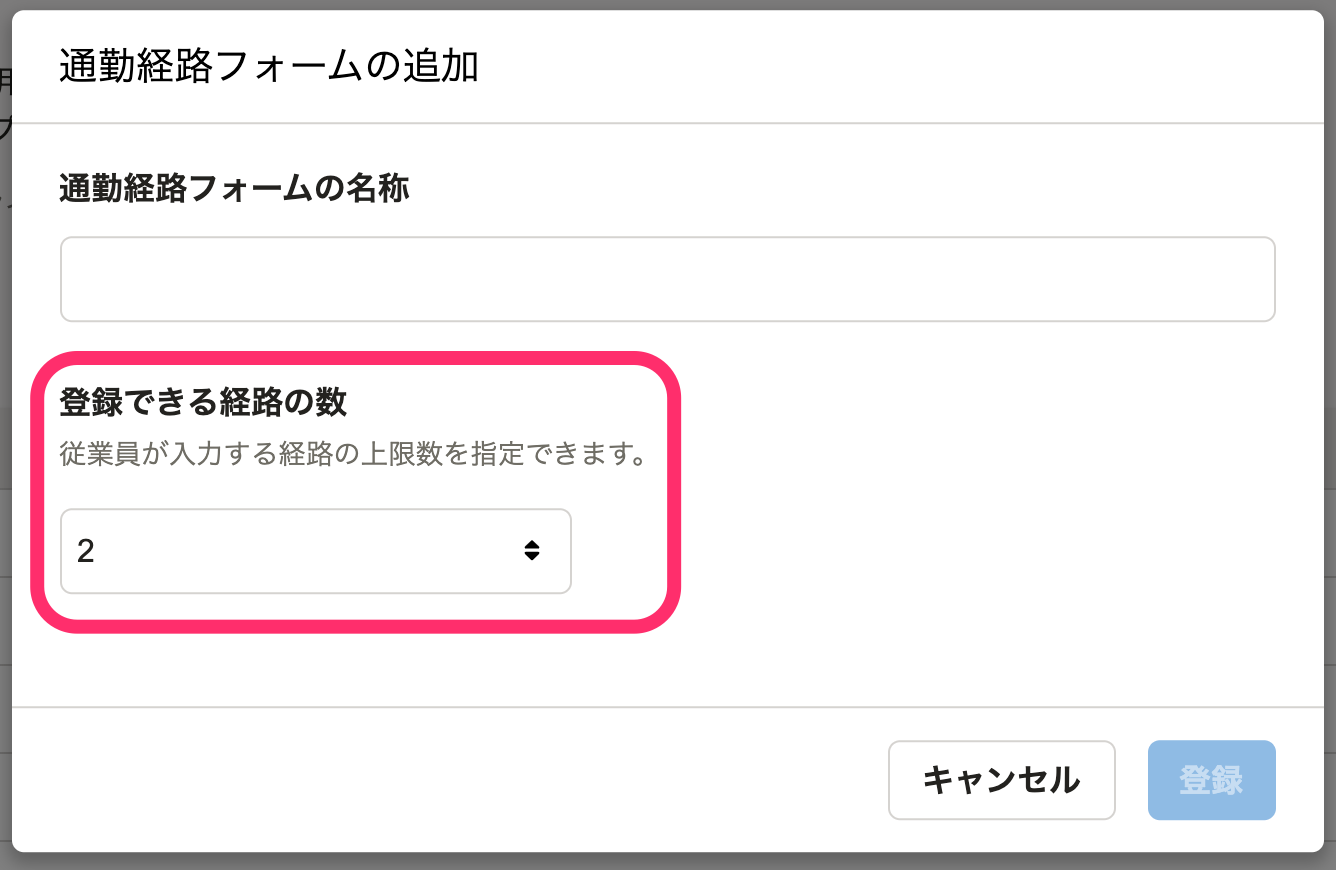 通勤経路フォームの追加
通勤経路フォームの名称
登録できる経路の数
従業員が入力する経路の上限数を指定できます。
2
キャンセル
登録